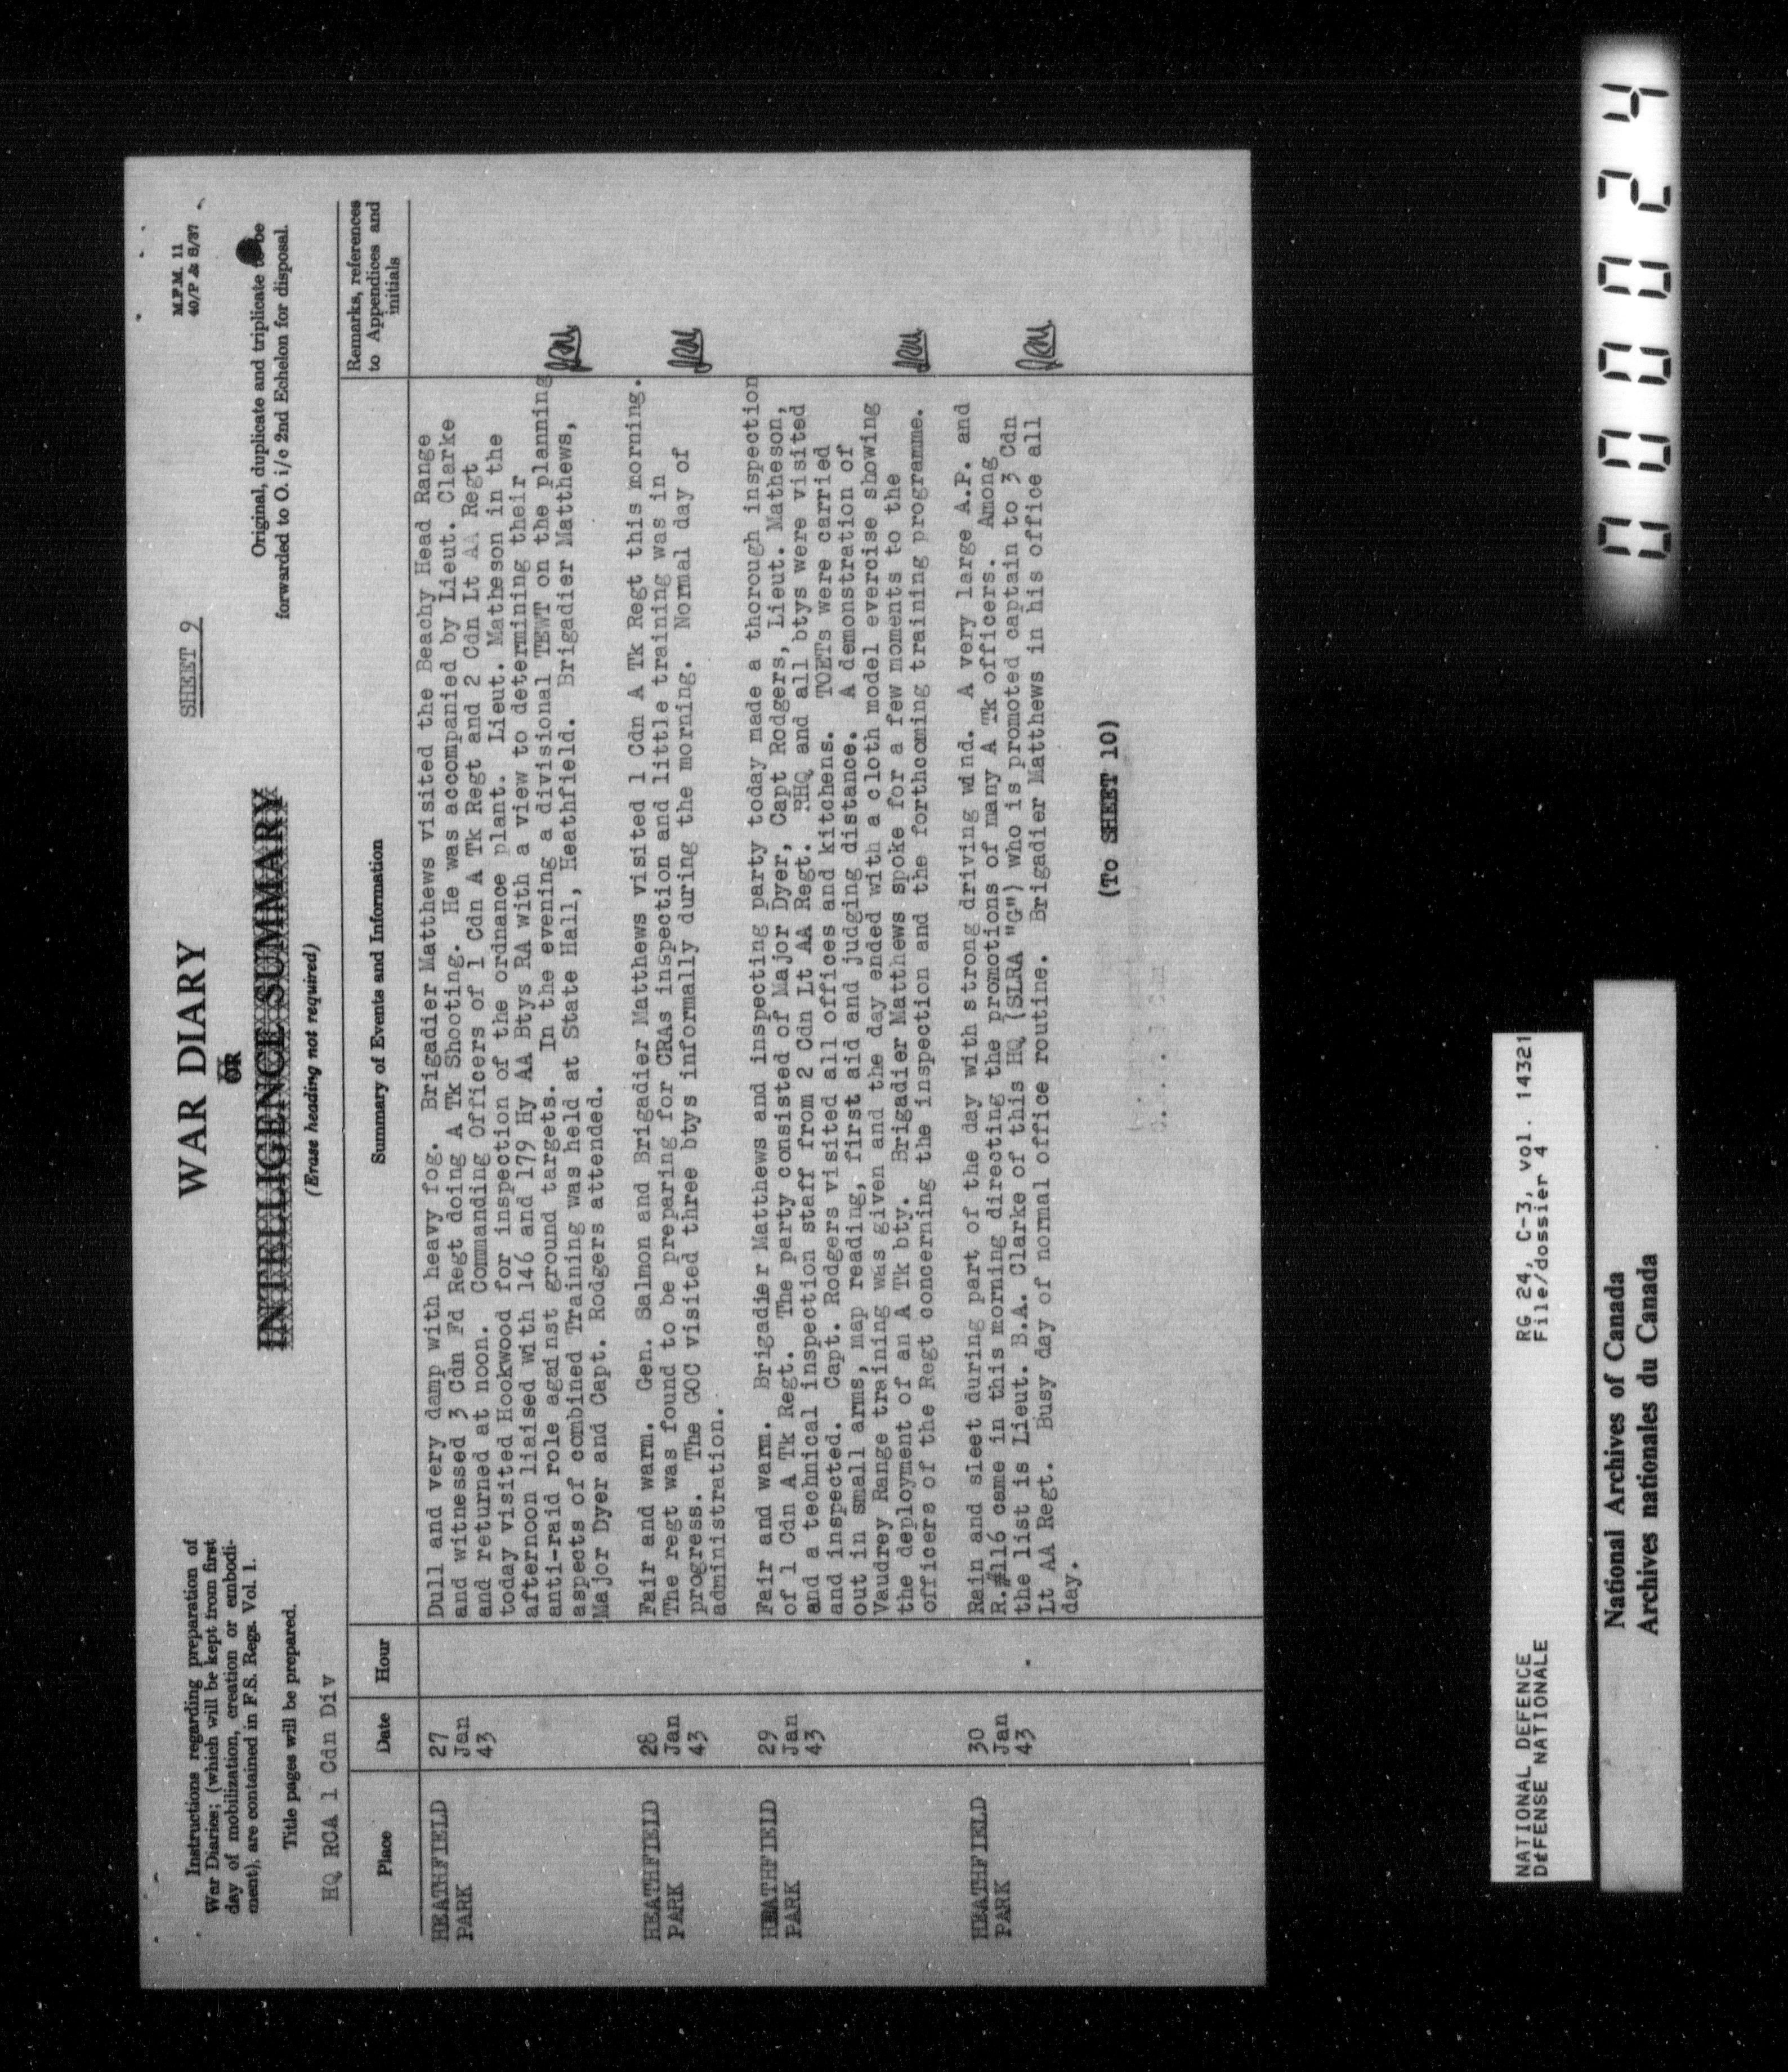 Instructions regarding preparation of
War Diaries; (which will be kept from first
day of mobilization, creation or embodi-
ment), are contained in F.S. Regs. Vol. 1.
Title pages will be prepared.
HQ RCA 1 Cdn Div
WAR DIARY
OR
INTELLIGENCE SUMMARY
(Erase heading not required)
SHEET 9
M.F.M. 11
40/P & S/37
Original, duplicate and triplicate to be
forwarded to O. i/c 2nd Echelon for disposal.
Place Date Hour Summary of Events and Information Remarks, references
to Appendices and
initials
HEATHFIELD
PARK
27
Jan
43
Dull and very damp with heavy fog. Brigadier Matthews visited the Beachy Head Range
and witnessed 3 Cdn Fd Regt doing A Tk Shooting. He was accompanied by Lieut. Clarke
and returned at noon. Commanding Officers of 1 Cdn A Tk Regt and 2 Cdn Lt AA Regt
today visited Hookwood for inspection of the ordnance plant. Lieut. Matheson in the
afternoon liaised with 146 and 179 Hy AA Btys RA with a view to determining their
anti-raid role against ground targets. In the evening a divisional TEWT on the planning
aspects of combined Training was held at State Hall, Heathfield. Brigadier Matthews,
Major Dyer and Capt. Rodgers attended.
HEATHFIELD
PARK
28
Jan
43
Fair and warm. Gen. Salmon and Brigadier Matthews visited 1 Cdn A Tk Regt this morning.
The regt was found to be preparing for CRAs inspection and little training was in
progress. The GOC visited three btys informally during the morning. Normal day of
administration.
HEATHFIELD
PARK
29
Jan
43
Fair and warm. Brigadier Matthews and inspecting party today made a thorough inspection
of 1 Cdn A Tk Regt. The party consisted of Major Dyer, Capt Rodgers, Lieut. Matheson,
and a technical inspection staff from 2 Cdn Lt AA Regt. RHQ and all btys were visited
and inspected. Capt. Rodgers visited all offices and kitchens. TOETs were carried
out in small arms, map reading, first aid and judging distance. A demonstration of
Vaudrey Range training was given and the day ended with a cloth model evercise showing
the deployment of an A Tk bty. Brigadier Matthews spoke for a few moments to the
officers of the Regt concerning the inspection and the forthcoming training programme.
HEATHFIELD
PARK
30
Jan
43
Rain and sleet during part of the day with strong driving wind. A very large A.P. and
R.#116 came in this morning directing the promotions of many A Tk officers. Among
the list is Lieut. B.A. Clarke of this HQ (SLRA "G") who is promoted captain to 3 Cdn
Lt AA Regt. Busy day of normal office routine. Brigadier Matthews in his office all
day.
(To SHEET 10)
NATIONAL DEFENCE RG 24, C-3, vol. 14321
DéFENSE NATIONALE File/dossier 4
National Archives of Canada
Archives nationales du Canada
000024